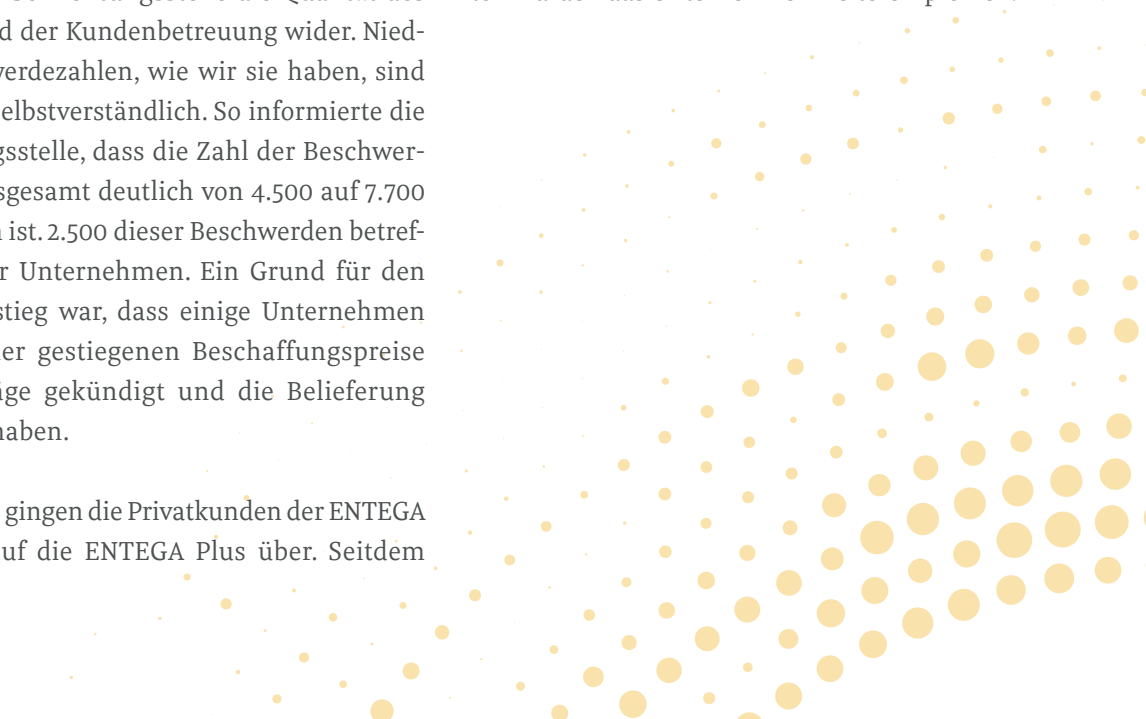 d der Kundenbetreuung wider. Nied-
verdezahlen, wie wir sie haben, sind
elbstverständlich. So informierte die
gsstelle, dass die Zahl der Beschwer-
sgesamt deutlich von 4.500 auf 7.700
ist. 2.500 dieser Beschwerden betref-
r Unternehmen. Ein Grund für den
stieg war, dass einige Unternehmen
er gestiegenen Beschaffungspreise
äge gekündigt und die Belieferung
haben.
gingen die Privatkunden der ENTEGA
uf die ENTEGA Plus über. Seitdem